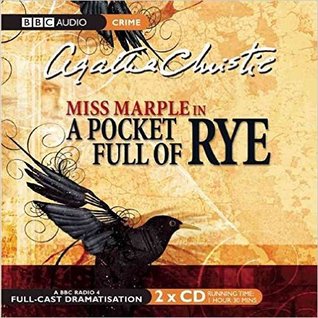 BBC AUDIO CRIME
Agatha Christie
MISS MARPLE IN
A POCKET
FULL OF RYE
A BBC RADIO 4
FULL-CAST DRAMATISATION
2 x CD
RUNNING TIME:
1 HOUR 30 MINS